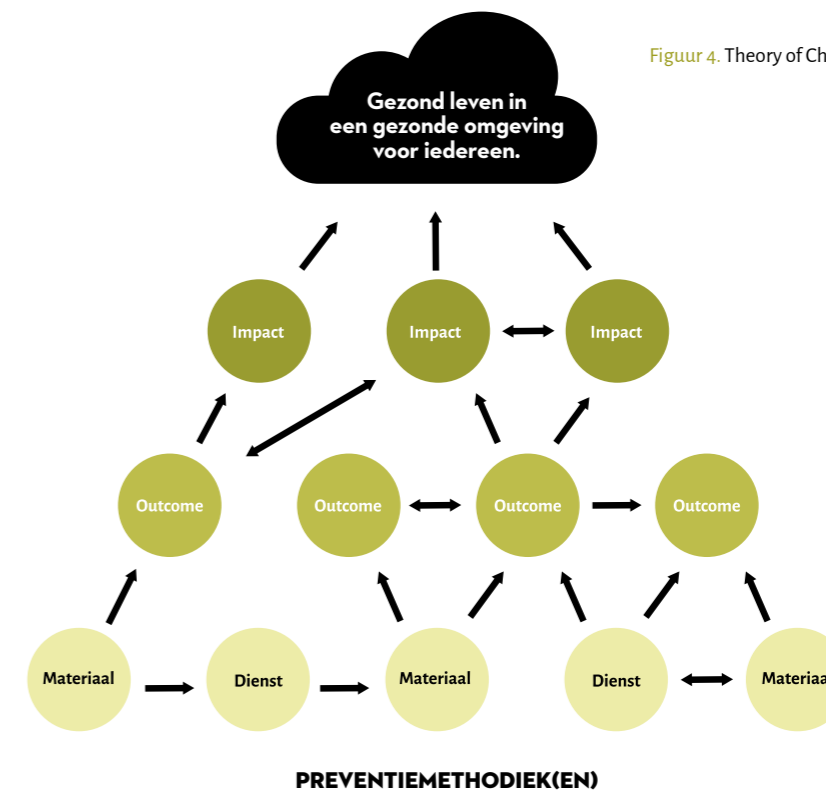 Figuur 4. Theory of Ch
Gezond leven in
een gezonde omgeving
voor iedereen.
Impact
Impact
Impact
Outcome
Outcome
Outcome
Outcome
Materiaal
Dienst
Materiaal
Dienst
Materiaa
PREVENTIEMETHODIEK(EN)